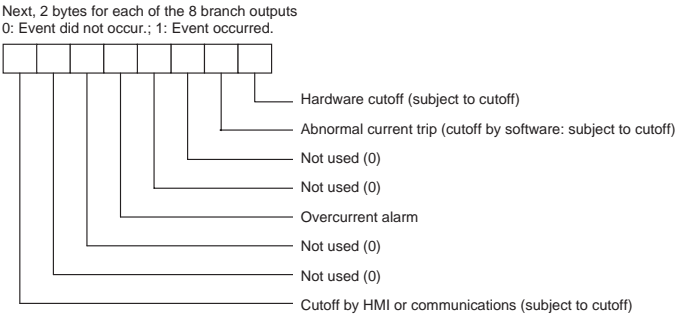 Next, 2 bytes for each of the 8 branch outputs
0: Event did not occur.; 1: Event occurred.
Hardware cutoff (subject to cutoff)
Abnormal current trip (cutoff by software: subject to cutoff)
Not used (0)
Not used (0)
Overcurrent alarm
Not used (0)
Not used (0)
Cutoff by HMI or communications (subject to cutoff)